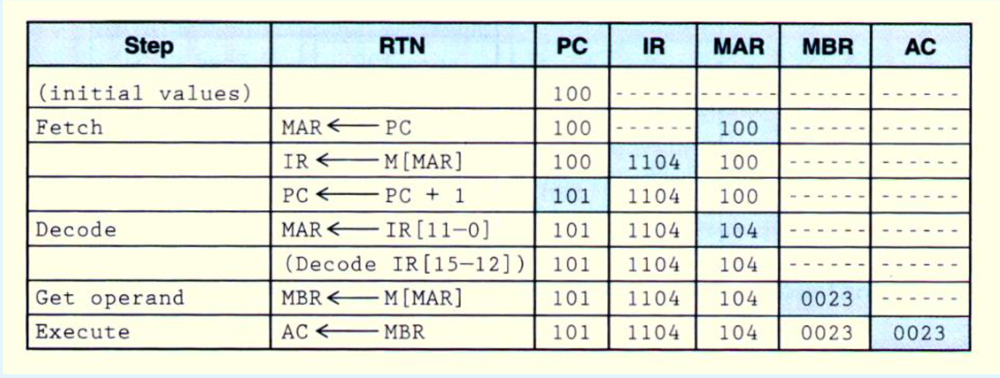 Step RTN PC IR MAR MBR AC
(initial values) 100 ------ ------ ------ ------
Fetch MAR ← PC 100 ------ 100 ------ ------
IR ← M[MAR] 100 1104 100 ------ ------
PC ← PC + 1 101 1104 100 ------ ------
Decode MAR ← IR[11—0] 101 1104 104 ------ ------
(Decode IR[15—12]) 101 1104 104 ------ ------
Get operand MBR ← M[MAR] 101 1104 104 0023 ------
Execute AC ← MBR 101 1104 104 0023 0023